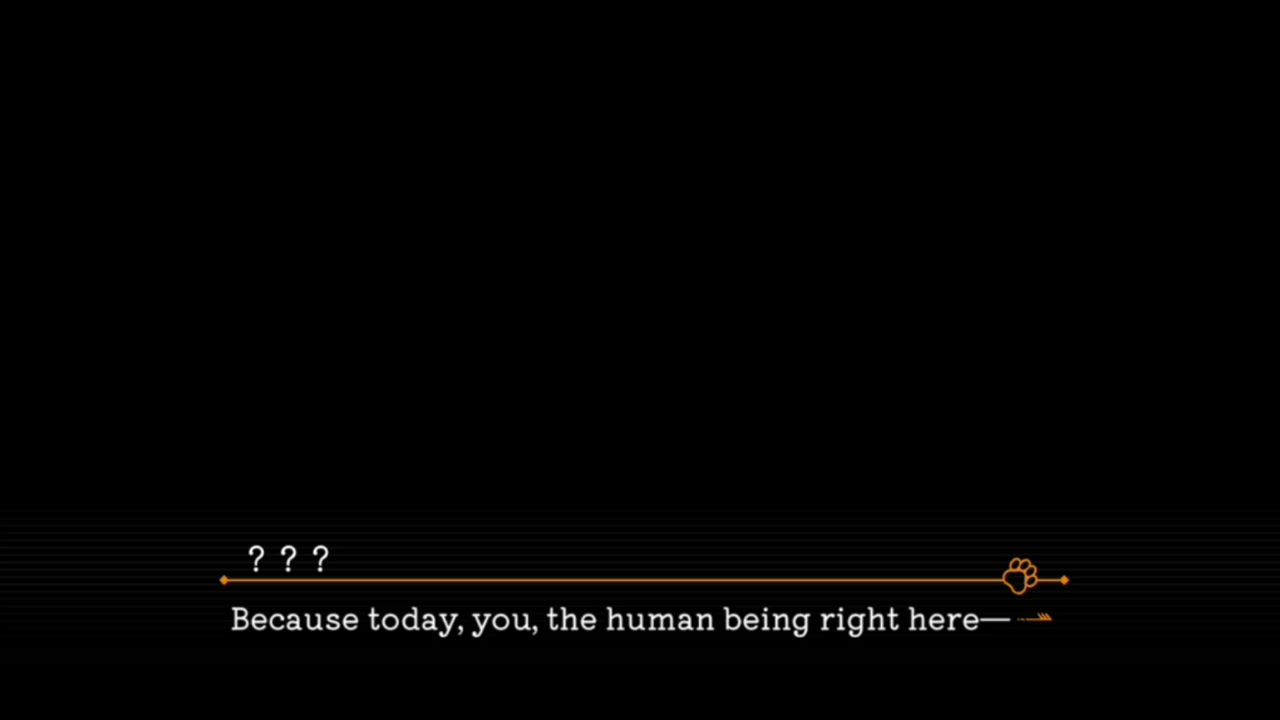 ? ? ?
Because today, you, the human being right here—